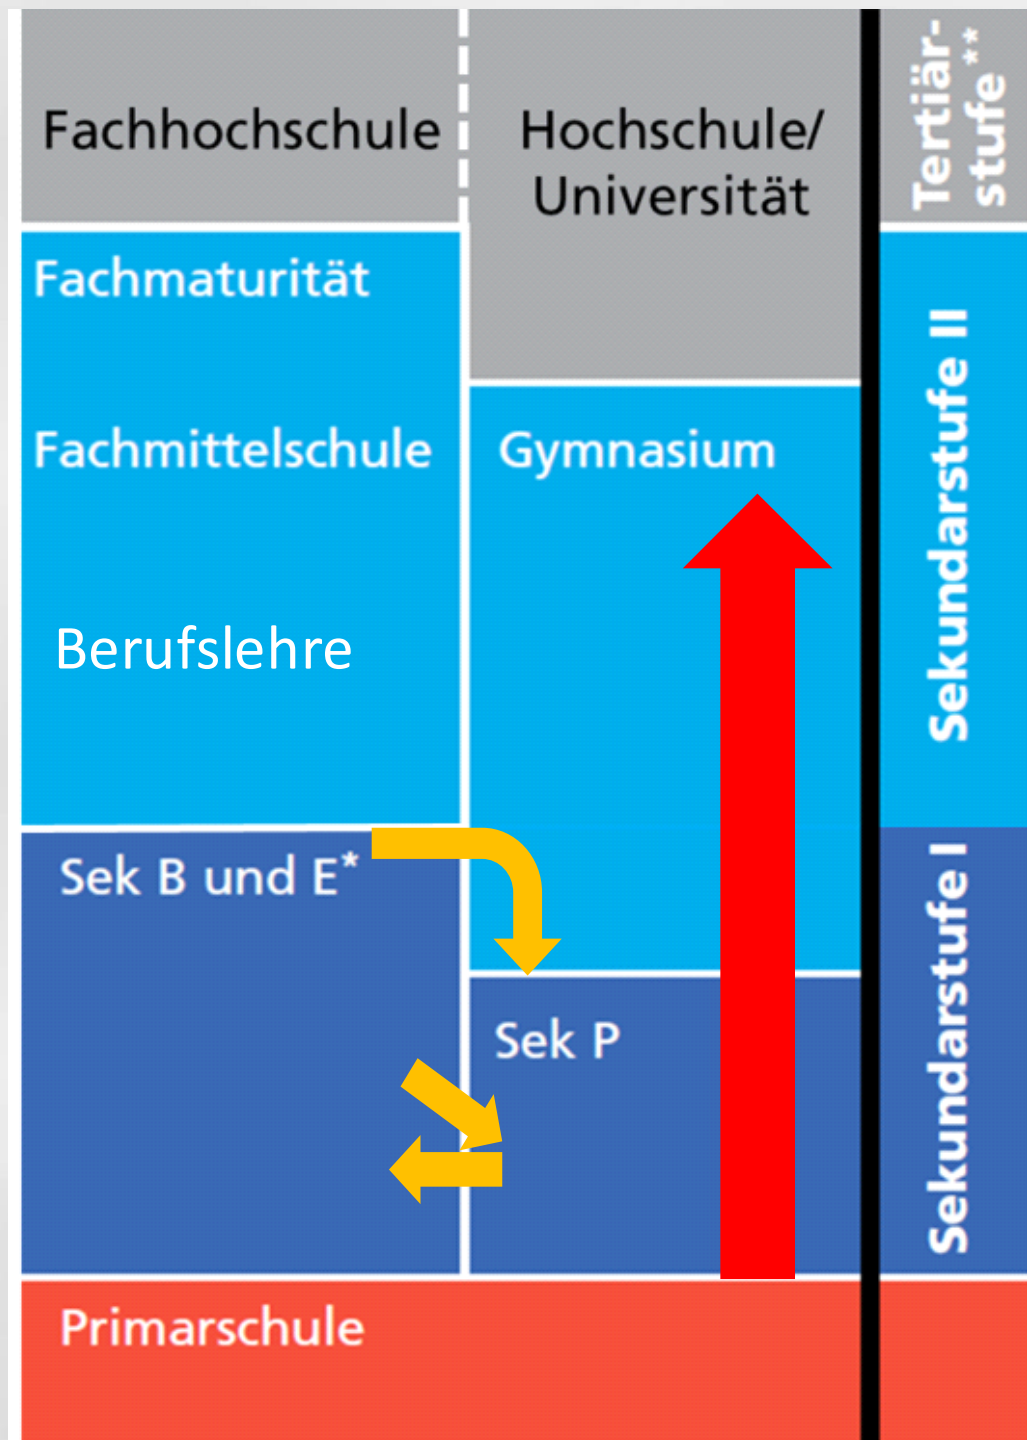 Fachhochschule
Hochschule/
Universität
Tertiär-
stufe**
Fachmaturität
Fachmittelschule
Gymnasium
Berufslehre
Sekundarstufe II
Sek B und E*
Sek P
Sekundarstufe I
Primarschule